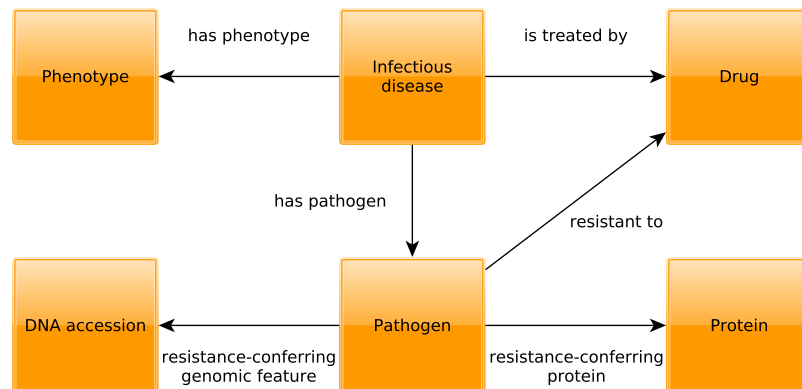 has phenotype
is treated by
Phenotype
Infectious
disease
Drug
has pathogen
resistant to
DNA accession
Pathogen
Protein
resistance-conferring
genomic feature
resistance-conferring
protein